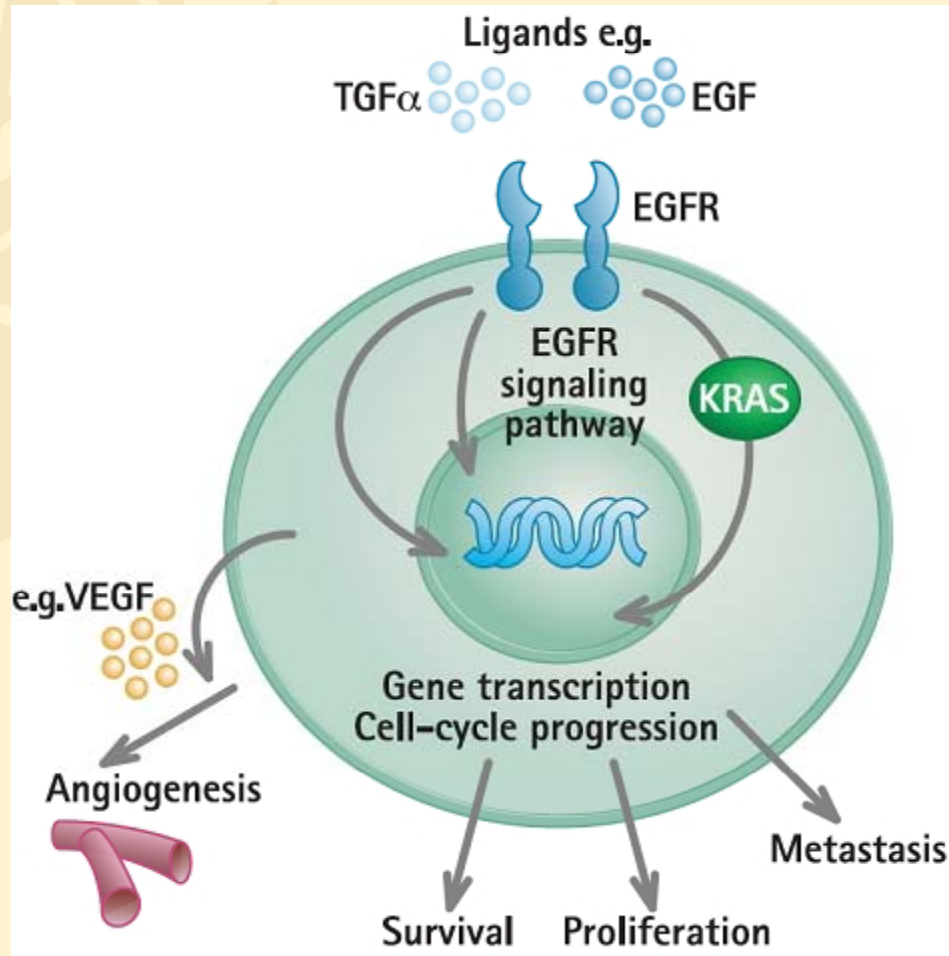 Ligands e.g.
TGFα
EGF
EGFR
EGFR
signaling
pathway
KRAS
e.g.VEGF
Gene transcription
Cell-cycle progression
Angiogenesis
Metastasis
Survival
Proliferation